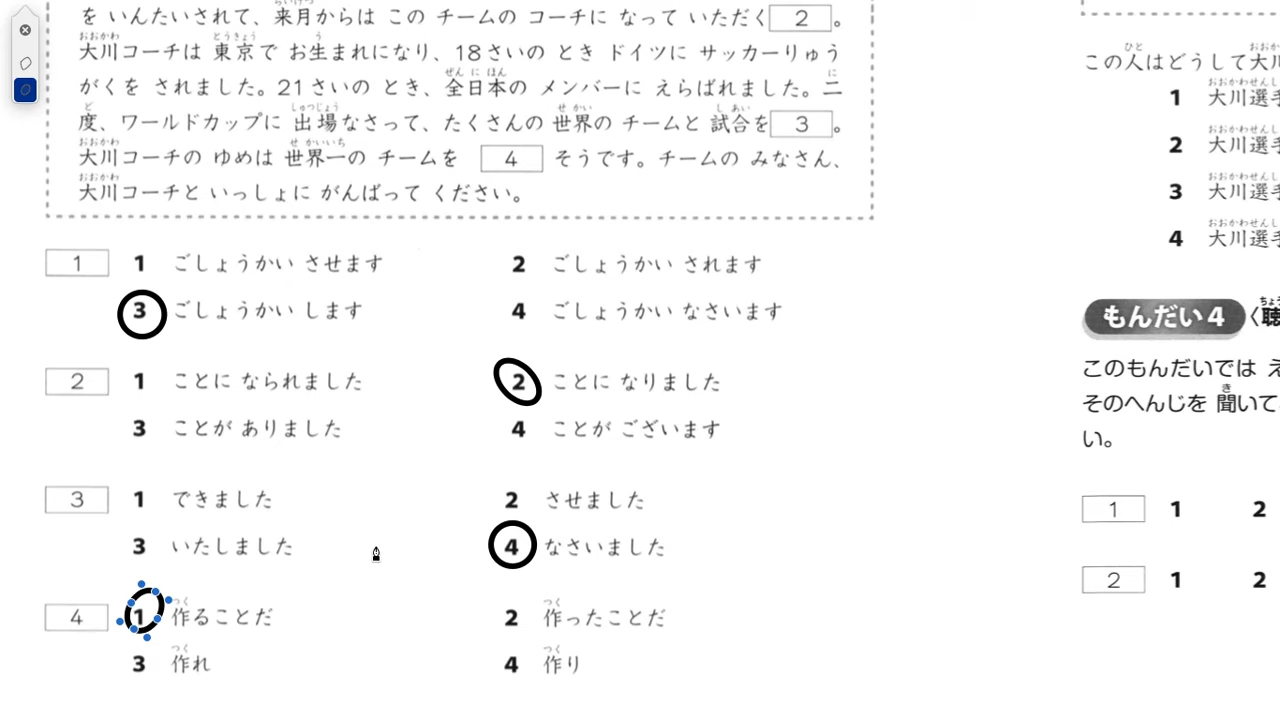 を いんたいされて、来月からは この チームの コーチに なって いただく 2 。
大川コーチは 東京で お生まれになり、18さいの とき ドイツに サッカーりゅう
がくを されました。21さいの とき、全日本の メンバーに えらばれました。二
度、ワールドカップに 出場なさって、たくさんの 世界の チームと 試合を 3 。
大川コーチの ゆめは 世界一の チームを 4 そうです。チームの みなさん、
大川コーチと いっしょに がんばって ください。
1 1 ごしょうかい させます 2 ごしょうかい されます
3 ごしょうかい します 4 ごしょうかい なさいます
2 1 ことに なられました 2 ことに なりました
3 ことが ありました 4 ことが ございます
3 1 できました 2 させました
3 いたしました 4 なさいました
4 1 作ることだ 2 作ったことだ
3 作れ 4 作り
この人はどうして大川
1 大川選手
2 大川選手
3 大川選手
4 大川選手
もんだい4 〈聴
このもんだいでは え
そのへんじを 聞いて
い。
1 1 2
2 1 2